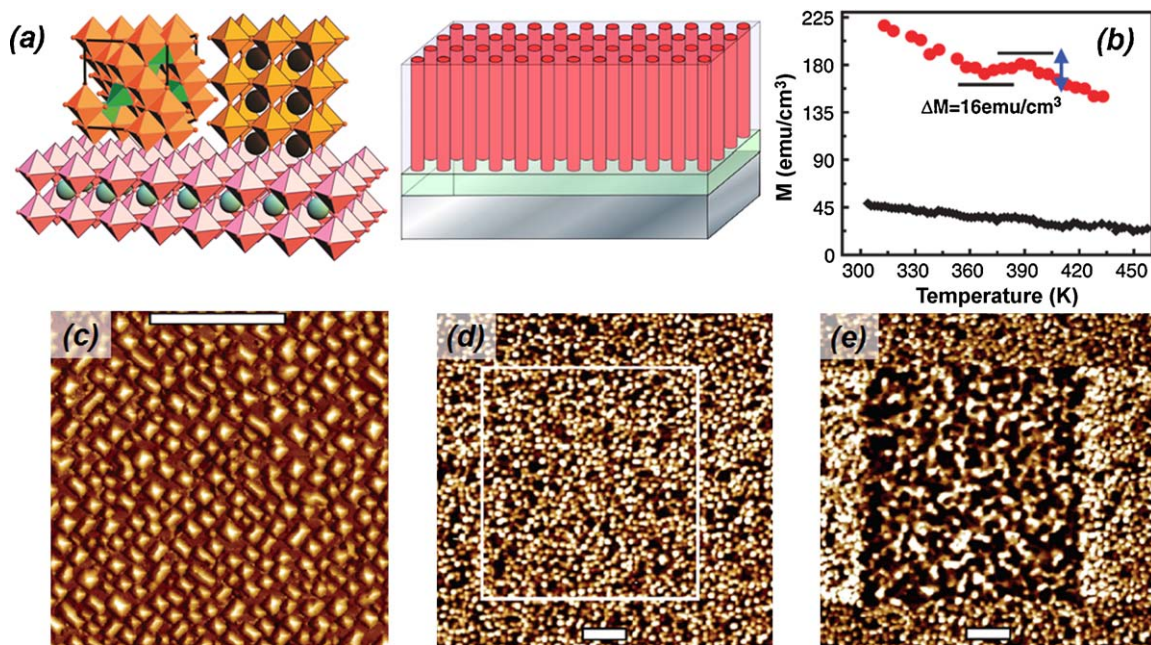 (a)
(b)
225
180
135
90
45
0
M (emu/cm³)
ΔM=16emu/cm³
300 330 360 390 420 450
Temperature (K)
(c)
(d)
(e)